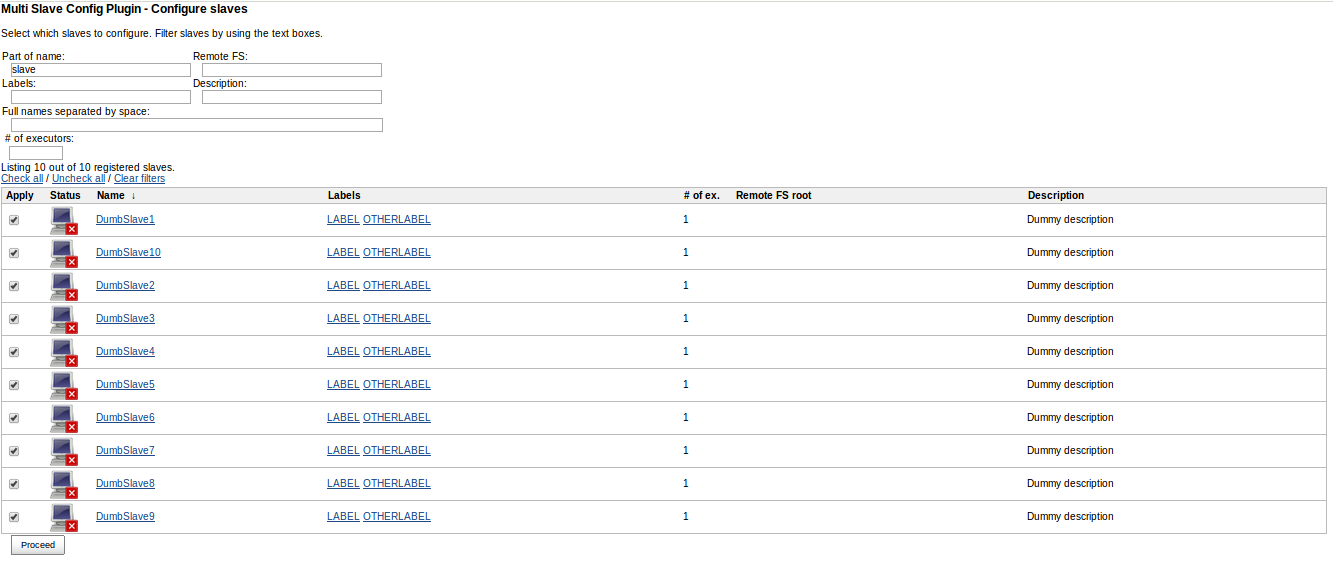 Multi Slave Config Plugin - Configure slaves
Select which slaves to configure. Filter slaves by using the text boxes.
Part of name: Remote FS:
slave
Labels: Description:
Full names separated by space:
# of executors:
Listing 10 out of 10 registered slaves.
Check all / Uncheck all / Clear filters
Apply Status Name ↓ Labels # of ex. Remote FS root Description
DumbSlave1 LABEL OTHERLABEL 1 Dummy description
DumbSlave10 LABEL OTHERLABEL 1 Dummy description
DumbSlave2 LABEL OTHERLABEL 1 Dummy description
DumbSlave3 LABEL OTHERLABEL 1 Dummy description
DumbSlave4 LABEL OTHERLABEL 1 Dummy description
DumbSlave5 LABEL OTHERLABEL 1 Dummy description
DumbSlave6 LABEL OTHERLABEL 1 Dummy description
DumbSlave7 LABEL OTHERLABEL 1 Dummy description
DumbSlave8 LABEL OTHERLABEL 1 Dummy description
DumbSlave9 LABEL OTHERLABEL 1 Dummy description
Proceed